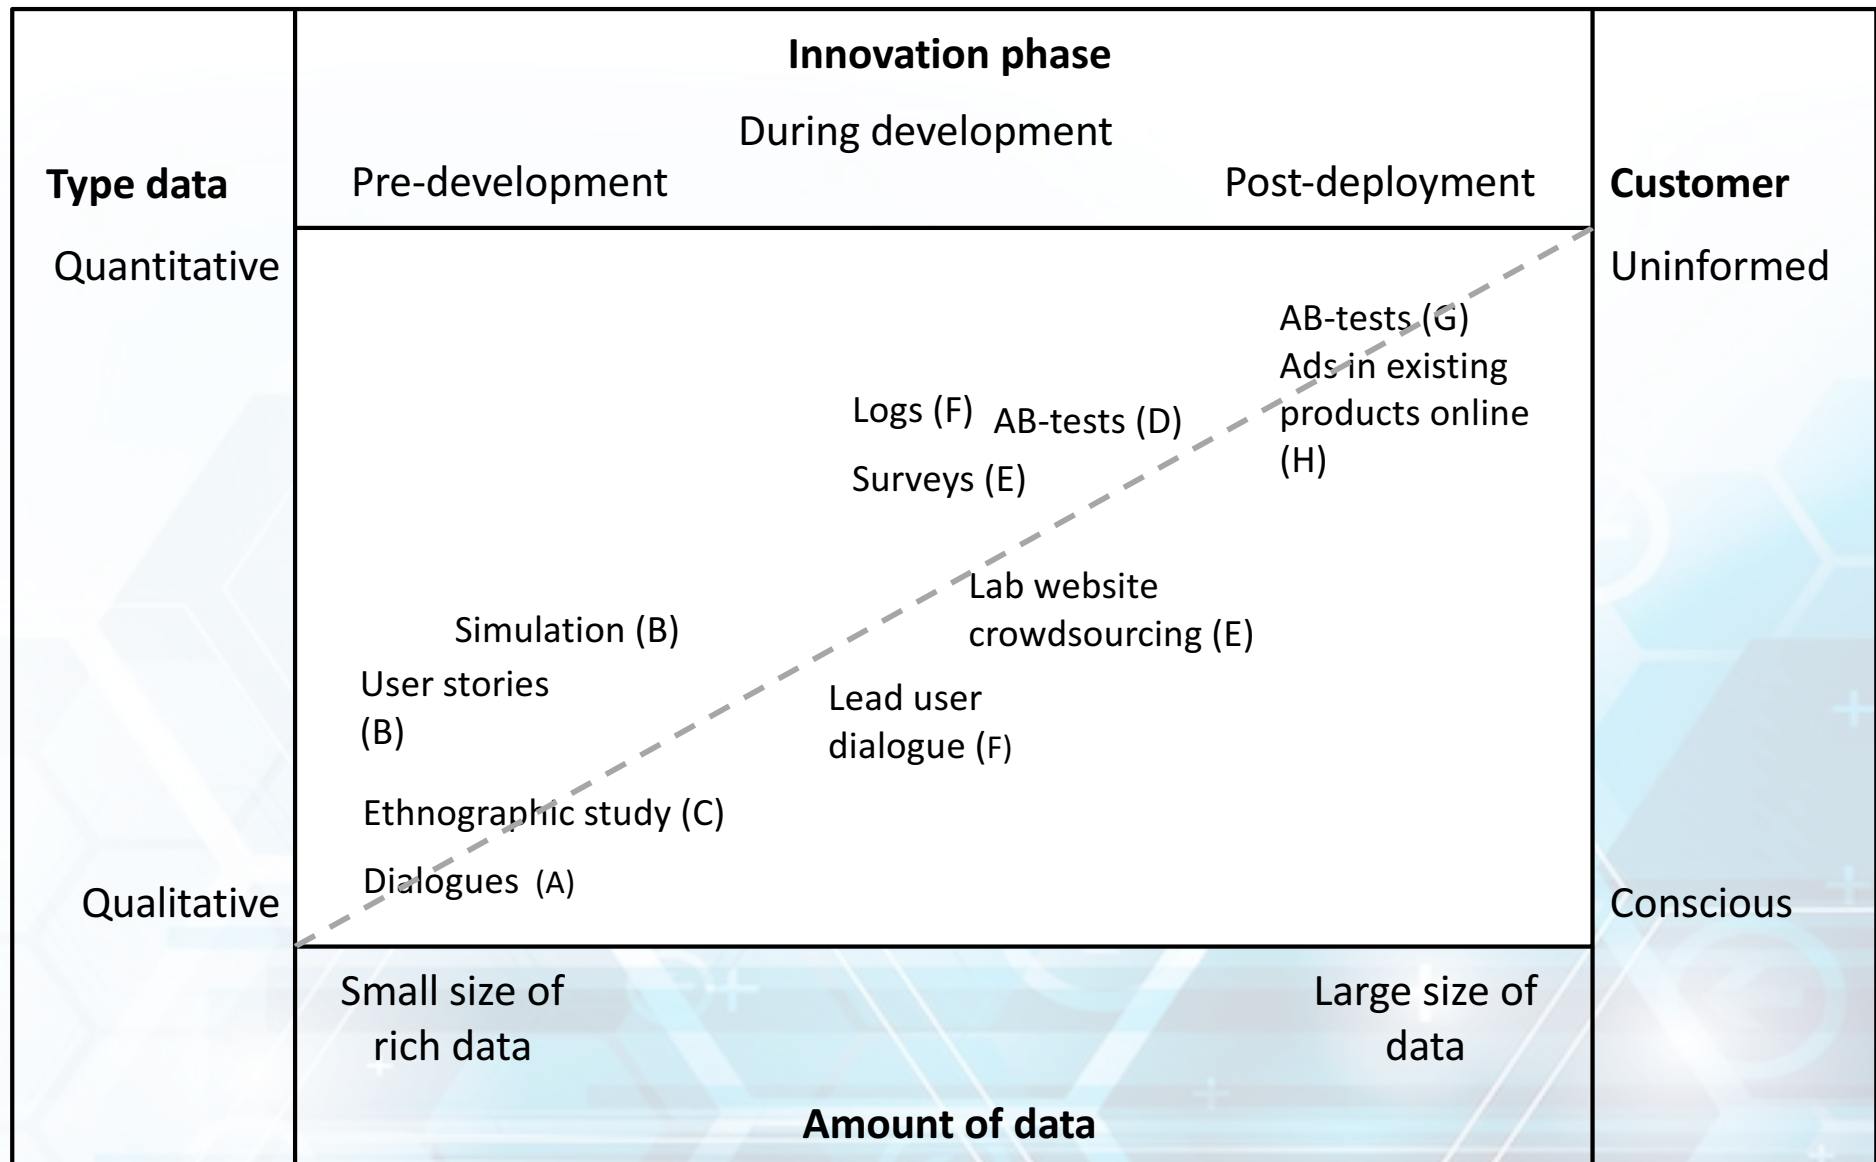 Innovation phase
During development
Type data
Pre-development
Post-deployment
Customer
Quantitative
Uninformed
AB-tests (G)
Ads in existing
products online
(H)
Logs (F)
AB-tests (D)
Surveys (E)
Lab website
crowdsourcing (E)
Simulation (B)
User stories
(B)
Lead user
dialogue (F)
Ethnographic study (C)
Dialogues (A)
Qualitative
Conscious
Small size of
rich data
Large size of
data
Amount of data